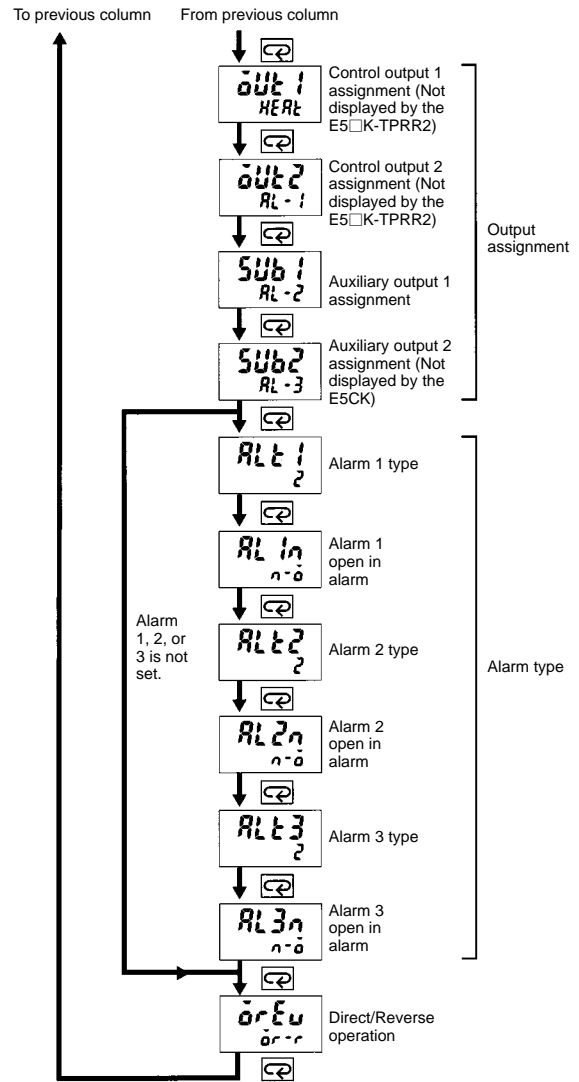 To previous column
From previous column
out 1
HEAt
Control output 1
assignment (Not
displayed by the
E5□K-TPRR2)
out2
AL-1
Control output 2
assignment (Not
displayed by the
E5□K-TPRR2)
Sub1
AL-2
Auxiliary output 1
assignment
Sub2
AL-3
Auxiliary output 2
assignment (Not
displayed by the
E5CK)
Output
assignment
ALt1
2
Alarm 1 type
AL1n
n-o
Alarm 1
open in
alarm
Alarm
1, 2, or
3 is not
set.
ALt2
2
Alarm 2 type
Alarm type
AL2n
n-o
Alarm 2
open in
alarm
ALt3
2
Alarm 3 type
AL3n
n-o
Alarm 3
open in
alarm
orEv
or-r
Direct/Reverse
operation